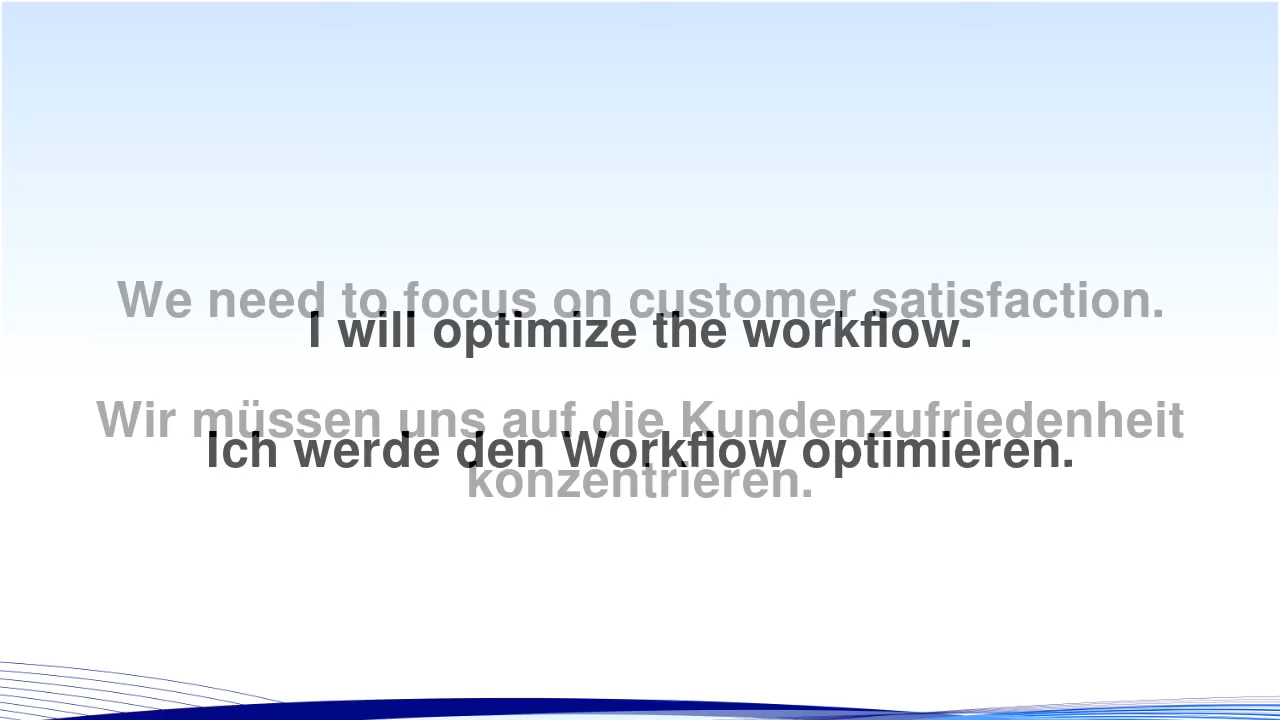 We need to focus on customer satisfaction.
I will optimize the workflow.
Wir müssen uns auf die Kundenzufriedenheit
Ich werde den Workflow optimieren.
konzentrieren.